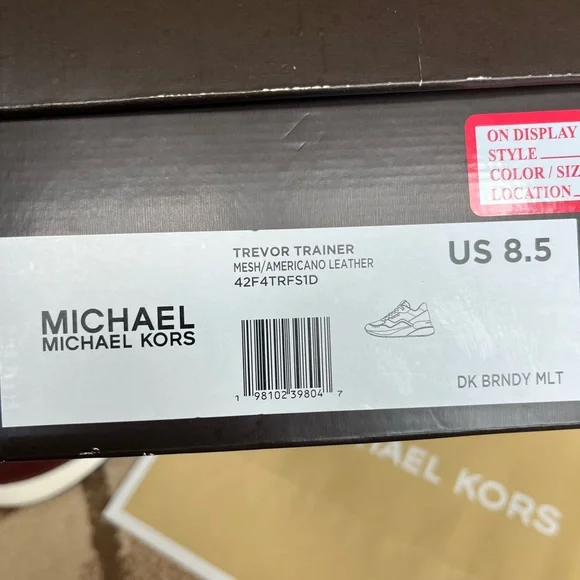 ON DISPLAY
STYLE
COLOR / SIZ
LOCATION
TREVOR TRAINER
MESH/AMERICANO LEATHER
42F4TRFS1D
US 8.5
MICHAEL
MICHAEL KORS
1 98102 39804 7
DK BRNDY MLT
AEL KORS